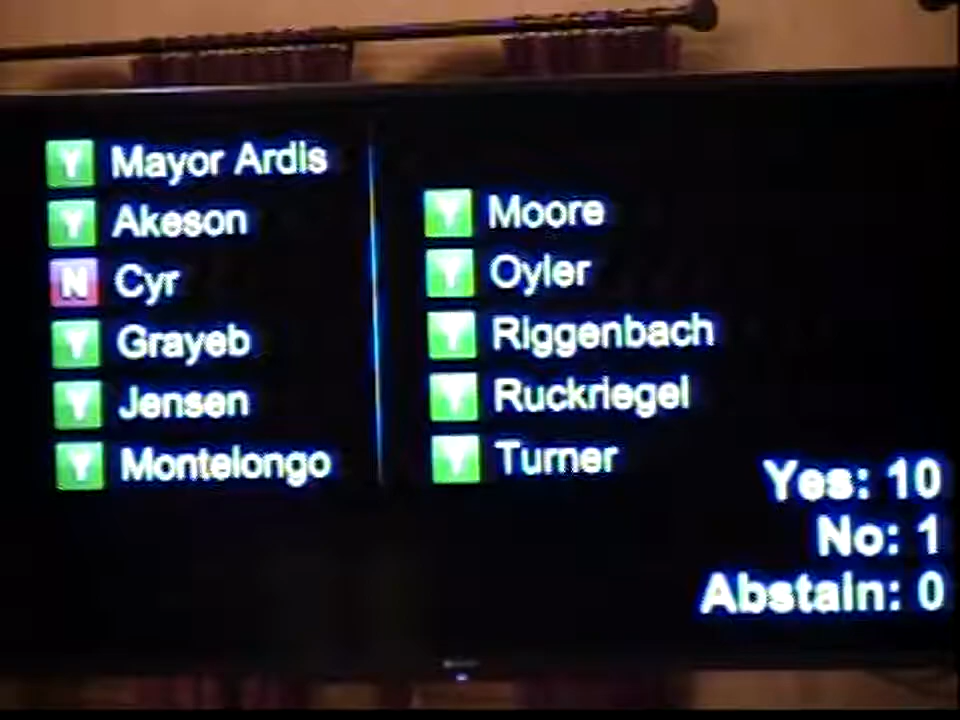 Y Mayor Ardis
Y Akeson
N Cyr
Y Grayeb
Y Jensen
Y Montelongo
Y Moore
Y Oyler
Y Riggenbach
Y Ruckriegel
Y Turner
Yes: 10
No: 1
Abstain: 0